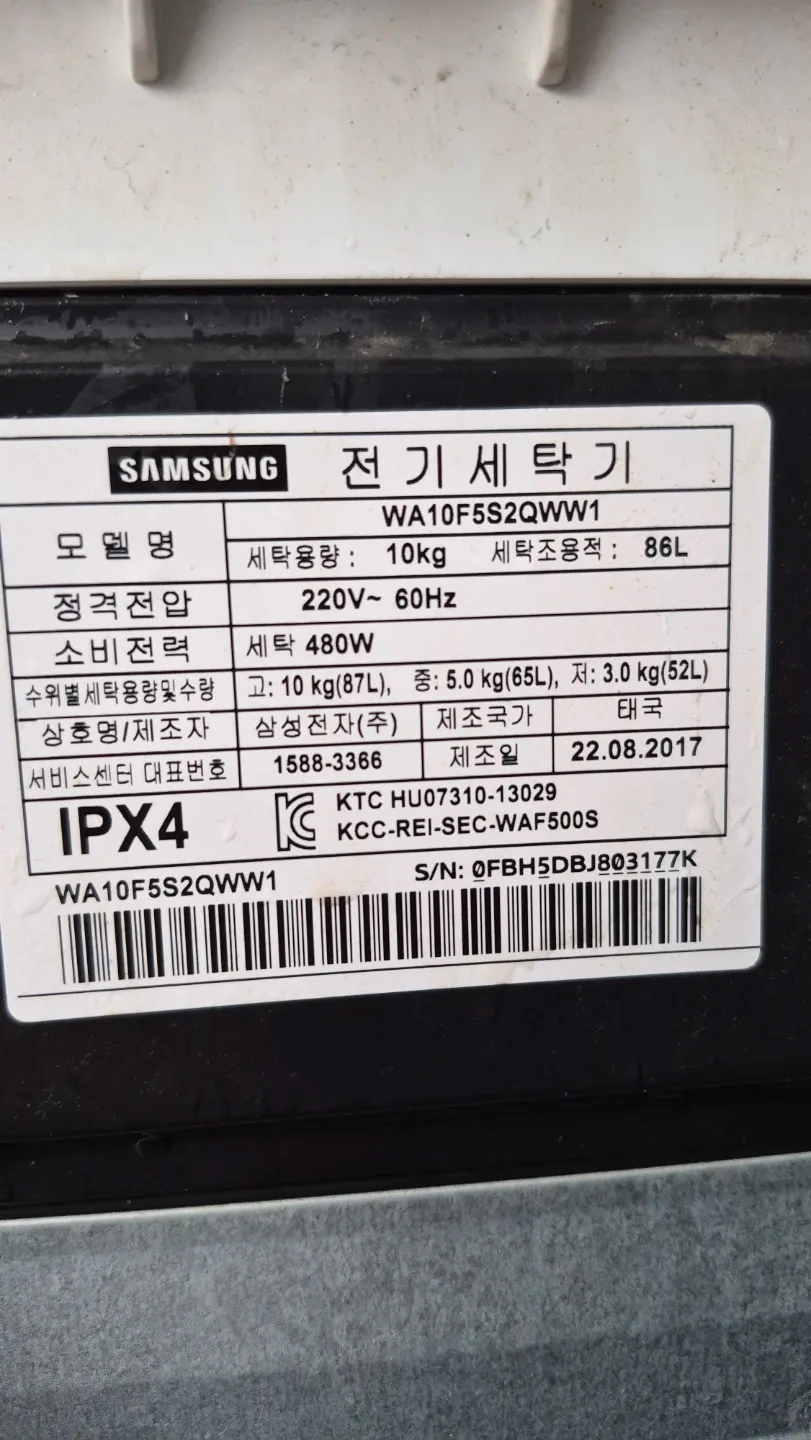 SAMSUNG 전기세탁기
모델명 WA10F5S2QWW1
세탁용량 : 10kg 세탁조용적 : 86L
정격전압 220V~ 60Hz
소비전력 세탁 480W
수위별세탁용량및수량 고: 10 kg(87L), 중: 5.0 kg(65L), 저: 3.0 kg(52L)
상호명/제조자 삼성전자(주) 제조국가 태국
서비스센터 대표번호 1588-3366 제조일 22.08.2017
IPX4 KTC HU07310-13029
KCC-REI-SEC-WAF500S
WA10F5S2QWW1 S/N: 0FBH5DBJ803177K